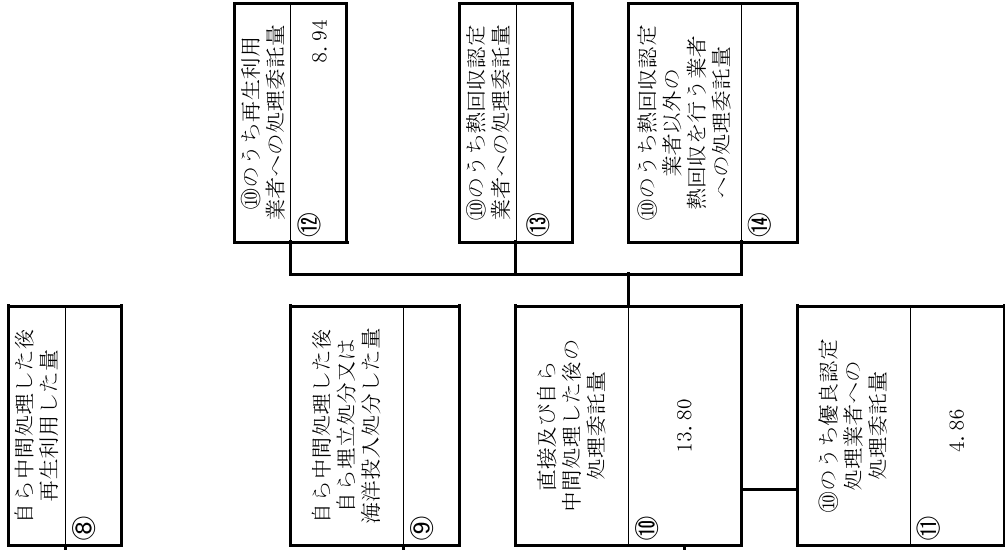 自ら中間処理した後
再生利用した量
⑧
自ら中間処理した後
自ら埋立処分又は
海洋投入処分した量
⑨
直接及び自ら
中間処理した後の
処理委託量
⑩
13.80
⑩のうち優良認定
処理業者への
処理委託量
⑪
4.86
⑩のうち再生利用
業者への処理委託量
⑫
8.94
⑩のうち熱回収認定
業者への処理委託量
⑬
⑩のうち熱回収認定
業者以外の
熱回収を行う業者
への処理委託量
⑭